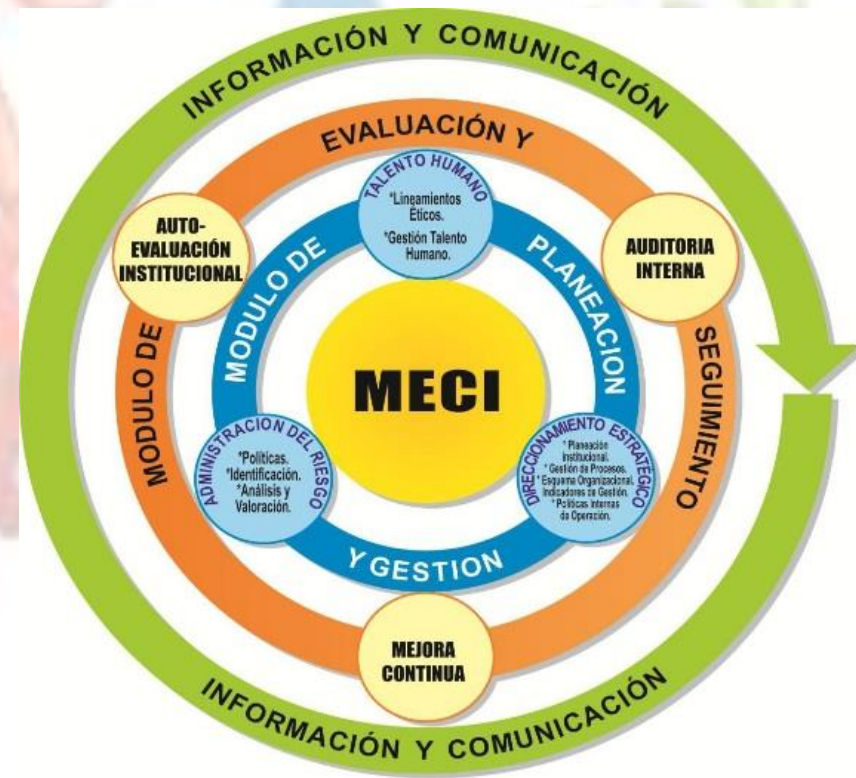 INFORMACIÓN Y COMUNICACIÓN
EVALUACIÓN Y
TALENTO HUMANO
*Lineamientos
Éticos.
*Gestión Talento
Humano.
AUTO-
EVALUACIÓN
INSTITUCIONAL
AUDITORIA
INTERNA
MODULO DE
PLANEACION
MECI
MODULO DE
SEGUIMIENTO
ADMINISTRACION DEL RIESGO
*Políticas.
*Identificación.
*Análisis y
Valoración.
DIRECCIONAMIENTO ESTRATÉGICO
* Planeación
Institucional.
* Gestión de Procesos.
* Esquema Organizacional.
Indicadores de Gestión.
* Políticas Internas
de Operación.
Y GESTION
MEJORA
CONTINUA
INFORMACIÓN Y COMUNICACIÓN